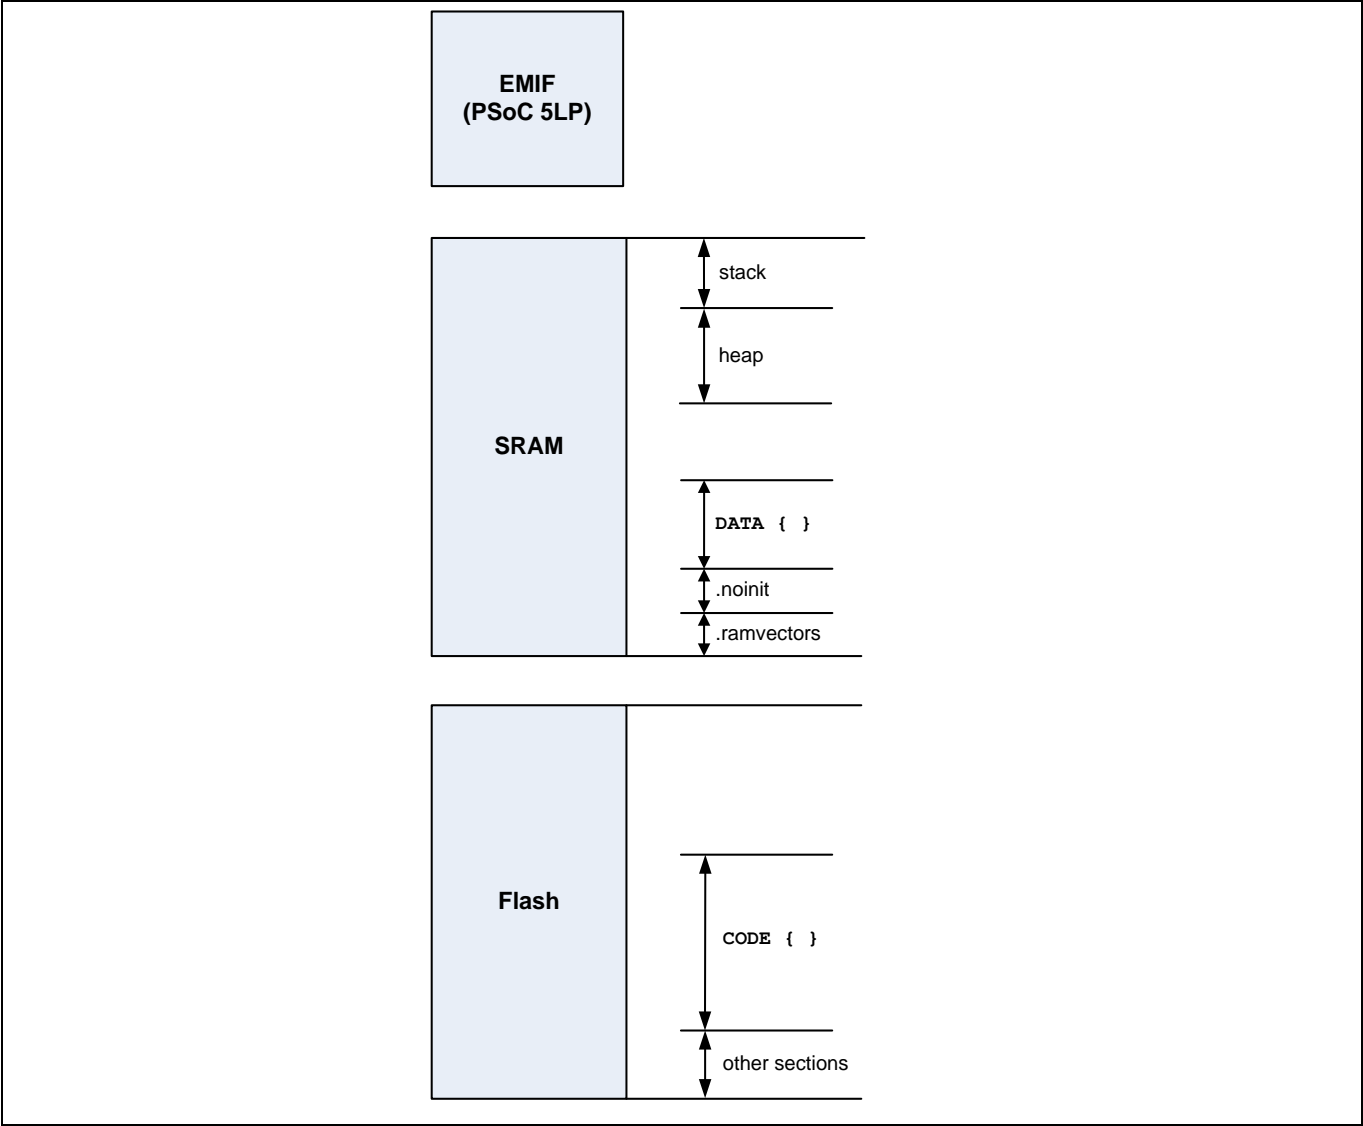 EMIF
(PSoC 5LP)
stack
heap
SRAM
DATA { }
.noinit
.ramvectors
Flash
CODE { }
other sections